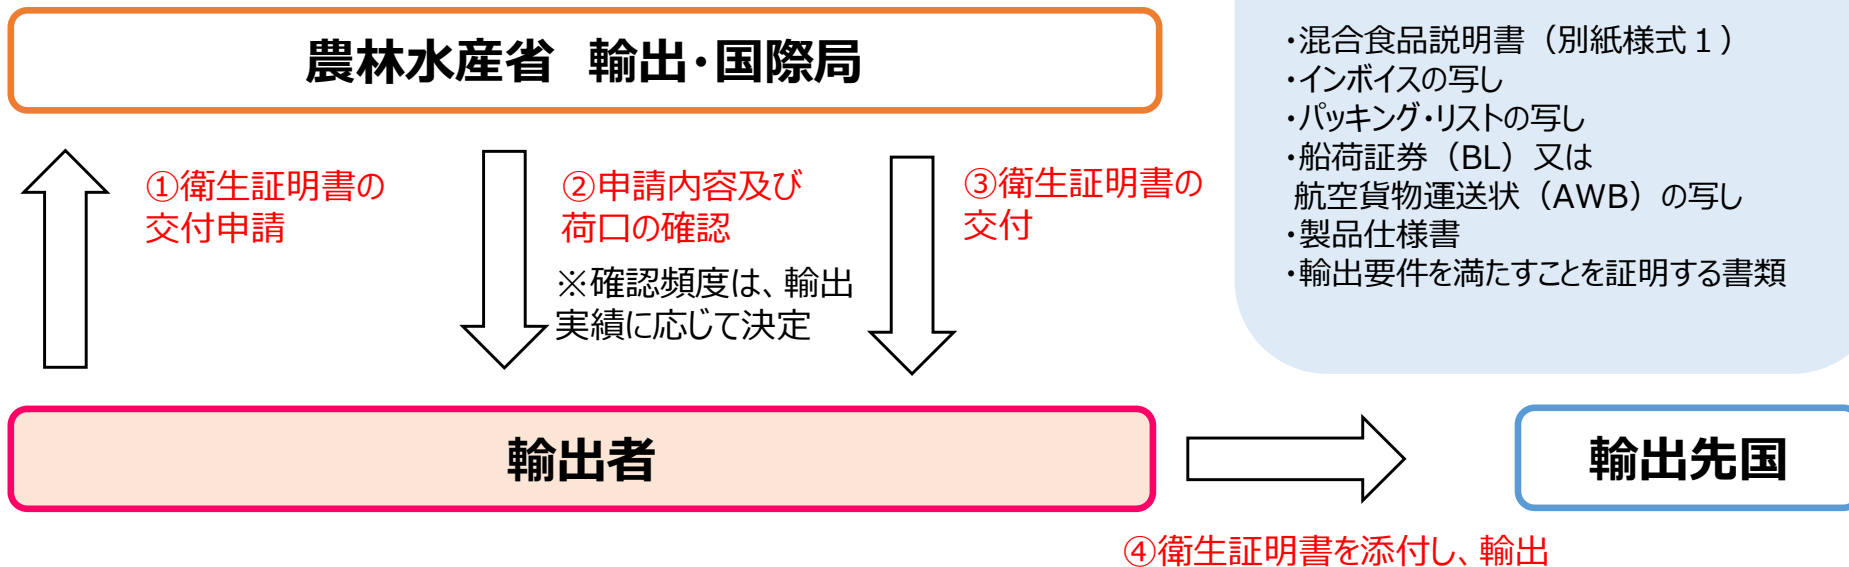 農林水産省 輸出・国際局
・混合食品説明書（別紙様式１）
・インボイスの写し
・パッキング・リストの写し
・船荷証券（BL）又は
航空貨物運送状（AWB）の写し
・製品仕様書
・輸出要件を満たすことを証明する書類
①衛生証明書の
交付申請
②申請内容及び
荷口の確認
※確認頻度は、輸出
実績に応じて決定
③衛生証明書の
交付
輸出者
輸出先国
④衛生証明書を添付し、輸出